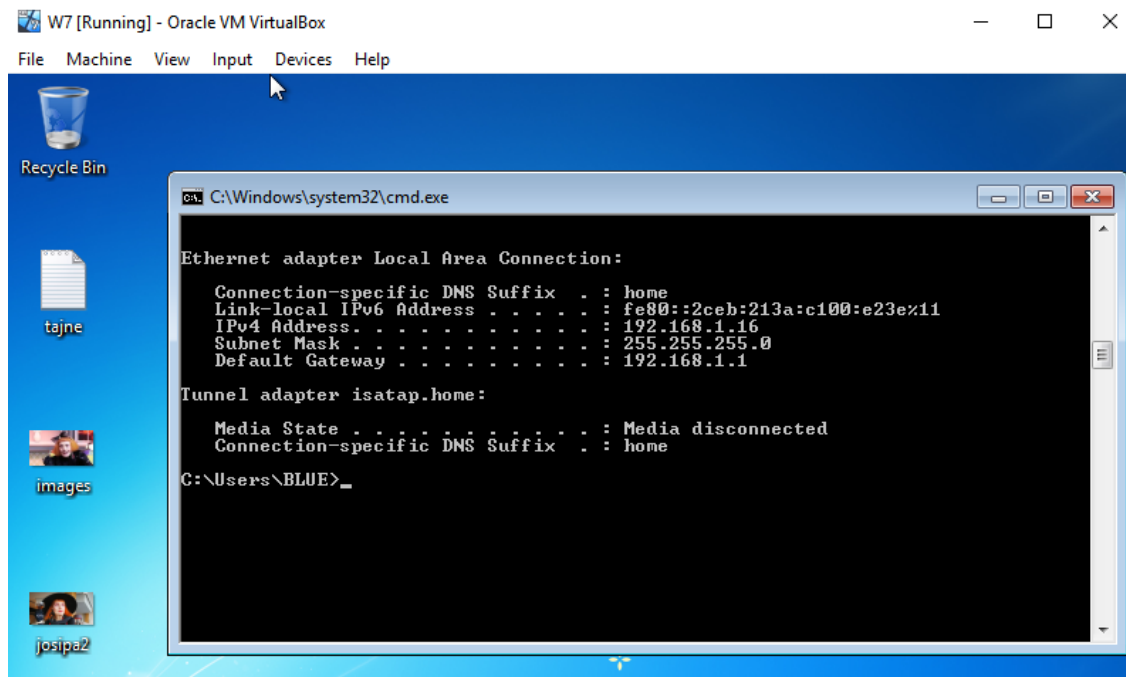 W7 [Running] - Oracle VM VirtualBox
File Machine View Input Devices Help
Recycle Bin
C:\Windows\system32\cmd.exe
tajne
images
josipa2
Ethernet adapter Local Area Connection:
Connection-specific DNS Suffix . : home
Link-local IPv6 Address . . . . . : fe80::2ceb:213a:c100:e23e%11
IPv4 Address. . . . . . . . . . . : 192.168.1.16
Subnet Mask . . . . . . . . . . . : 255.255.255.0
Default Gateway . . . . . . . . . : 192.168.1.1
Tunnel adapter isatap.home:
Media State . . . . . . . . . . . : Media disconnected
Connection-specific DNS Suffix . : home
C:\Users\BLUE>_